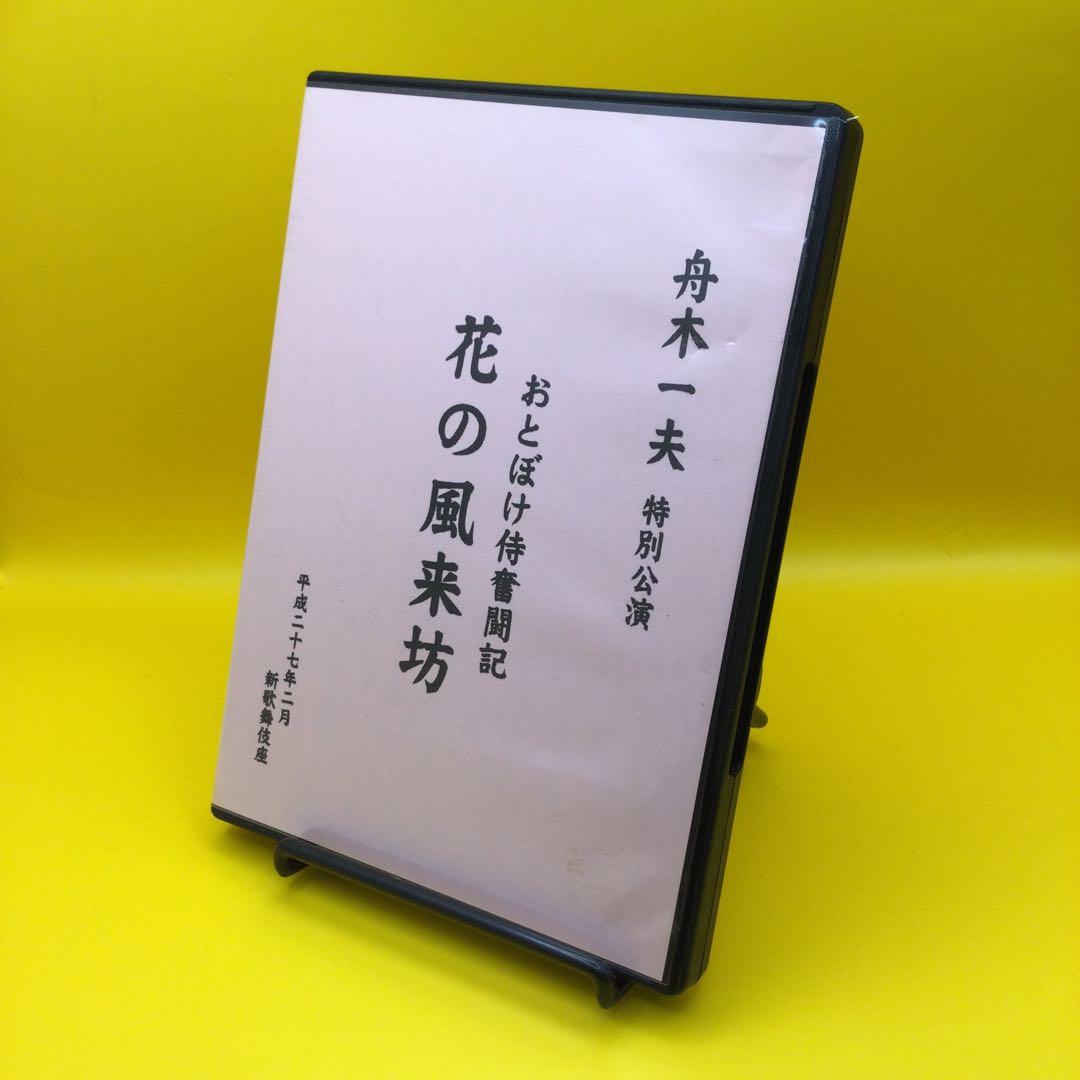 舟木一夫 特別公演
おとぼけ侍奮闘記
花の風来坊
平成二十七年二月
新歌舞伎座